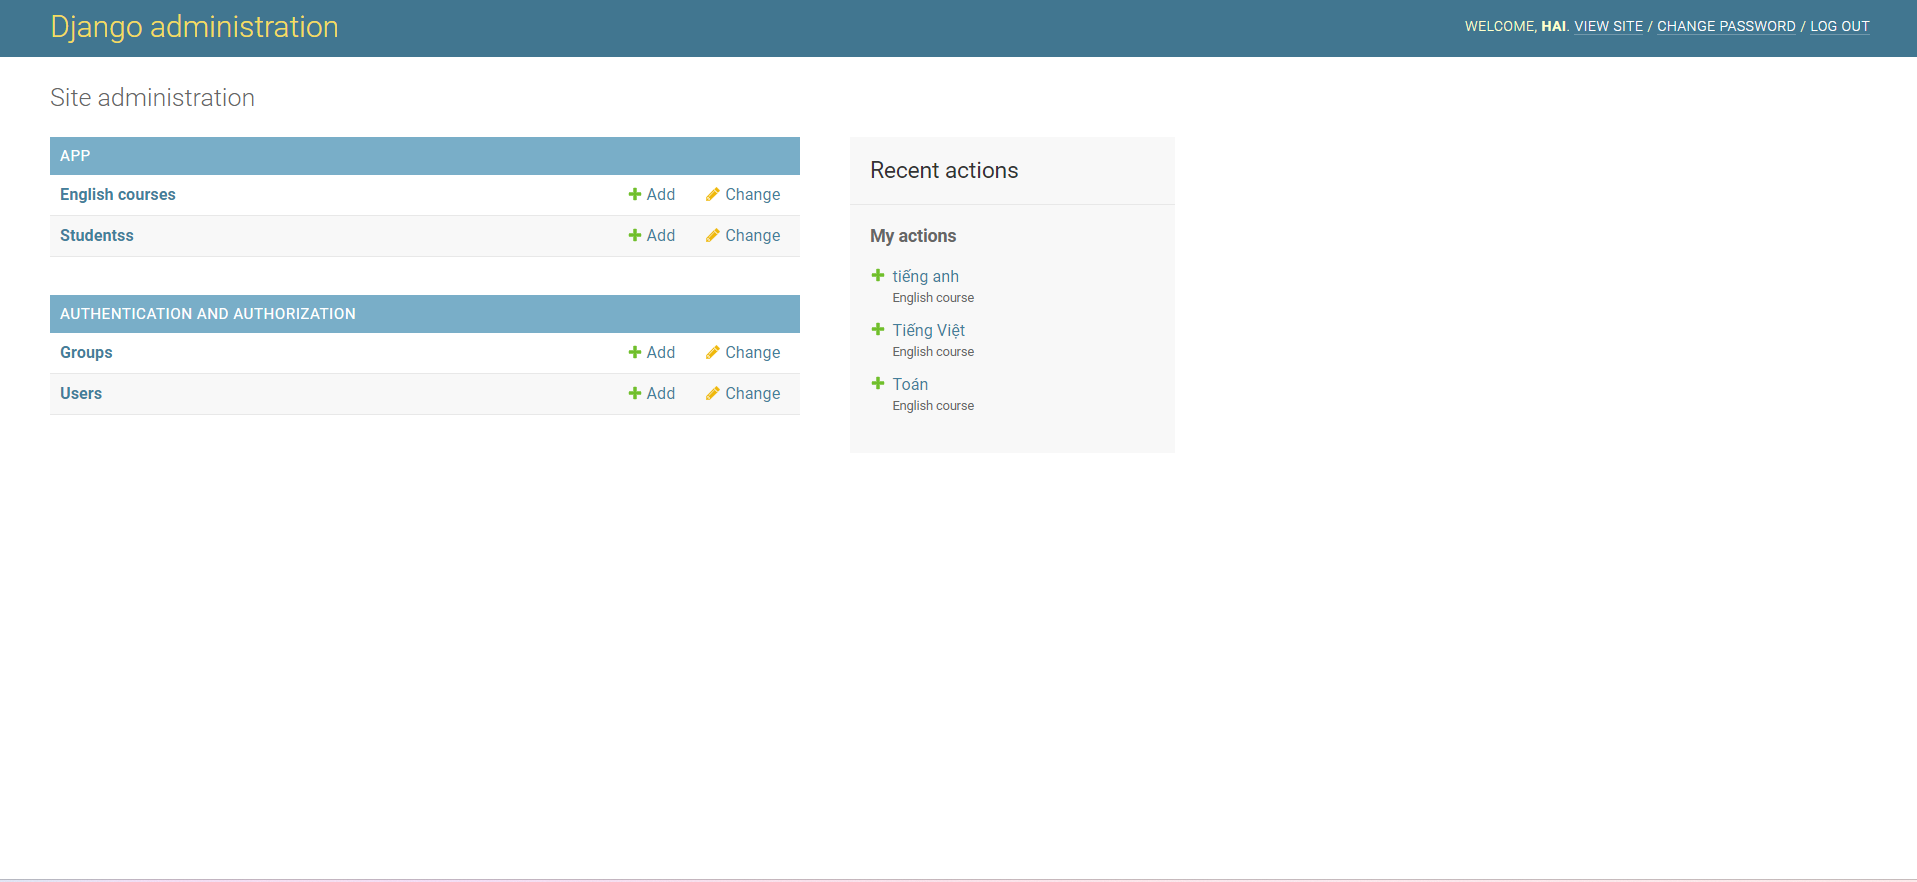 Django administration
WELCOME, HAI. VIEW SITE / CHANGE PASSWORD / LOG OUT
Site administration
APP
English courses Add Change
Studentss Add Change
AUTHENTICATION AND AUTHORIZATION
Groups Add Change
Users Add Change
Recent actions
My actions
tiếng anh
English course
Tiếng Việt
English course
Toán
English course